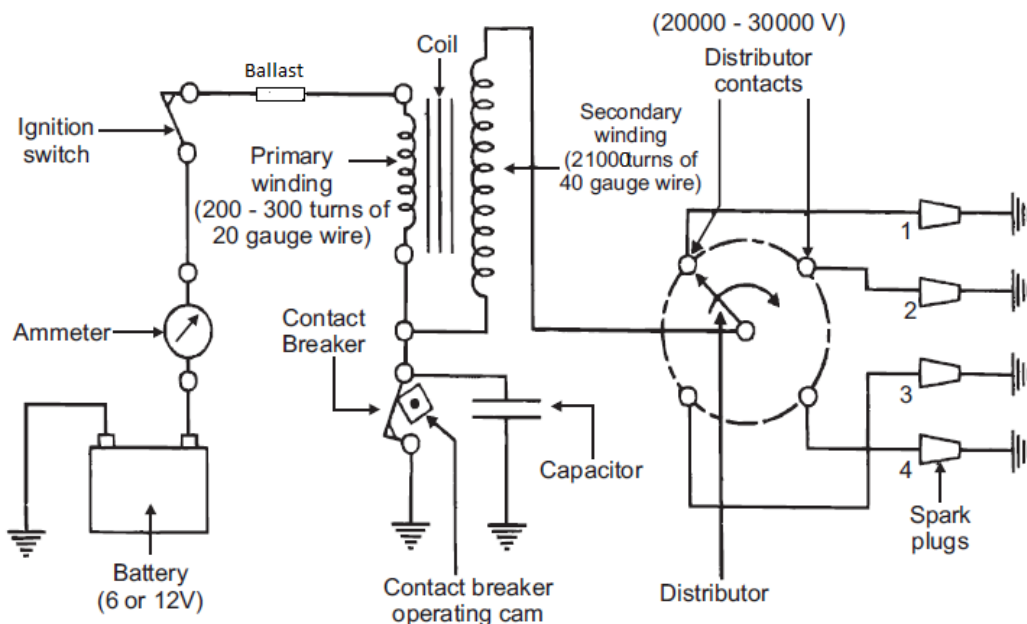 (20000 - 30000 V)
Distributor
contacts
Coil
Ballast
Ignition
switch
Primary
winding
(200 - 300 turns of
20 gauge wire)
Secondary
winding
(21000turns of
40 gauge wire)
1
2
3
4
Ammeter
Contact
Breaker
Capacitor
Spark
plugs
Battery
(6 or 12V)
Contact breaker
operating cam
Distributor